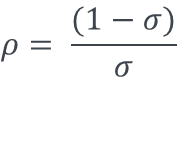 ρ = (1 − σ) / σ